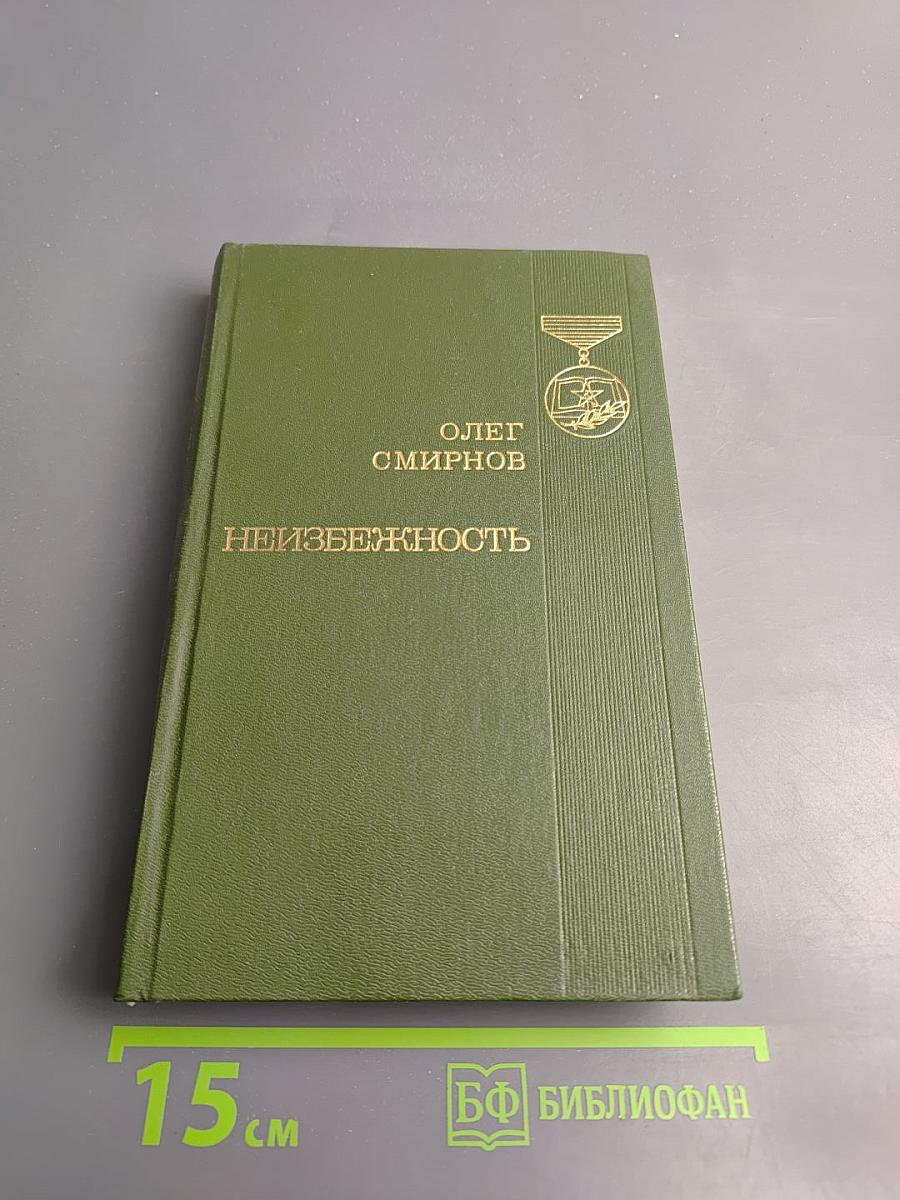 ОЛЕГ
СМИРНОВ
НЕИЗБЕЖНОСТЬ
15 см
БФ БИБЛИОФАН